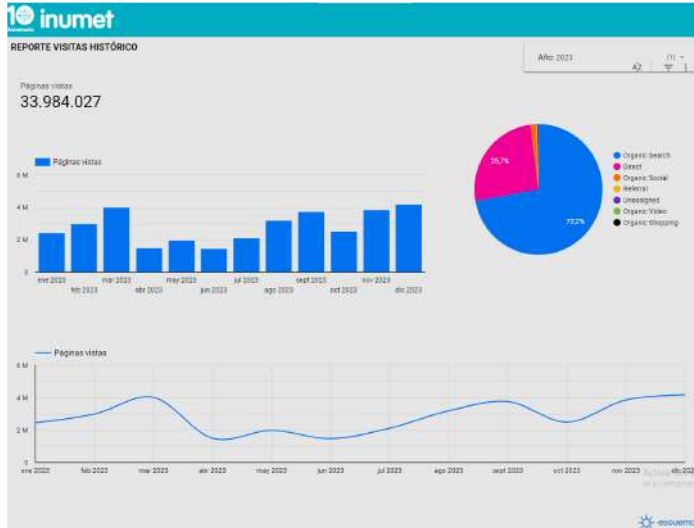 10 inumet
Aniversario
REPORTE VISITAS HISTÓRICO
Año: 2023 (1)
Páginas vistas
33.984.027
Páginas vistas
6 M
4 M
2 M
0
ene 2023 mar 2023 may 2023 jul 2023 sept 2023 nov 2023
feb 2023 abr 2023 jun 2023 ago 2023 oct 2023 dic 2023
25,7%
72,2%
Organic Search
Direct
Organic Social
Referral
Unassigned
Organic Video
Organic Shopping
Páginas vistas
6 M
4 M
2 M
0
ene 2023 feb 2023 mar 2023 abr 2023 may 2023 jun 2023 jul 2023 ago 2023 sept 2023 oct 2023 nov 2023 dic 202